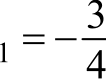 ₁ = −3/4